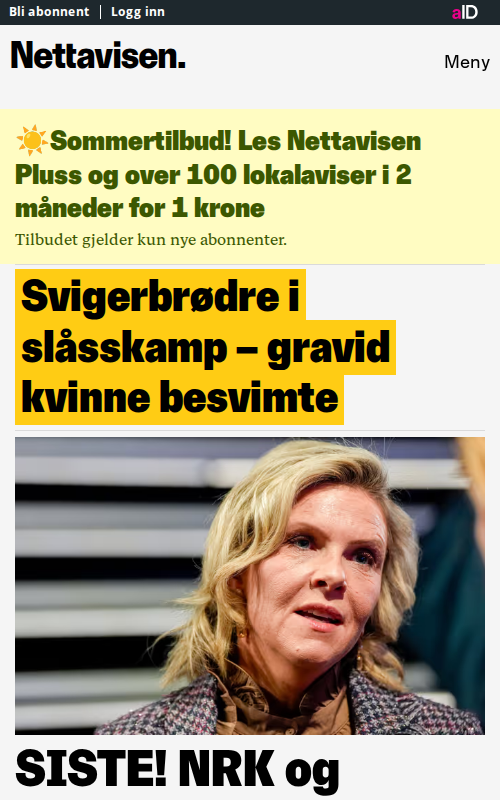 Bli abonnent | Logg inn
aID
Nettavisen.
Meny
☀️Sommertilbud! Les Nettavisen
Pluss og over 100 lokalaviser i 2
måneder for 1 krone
Tilbudet gjelder kun nye abonnenter.
Svigerbrødre i
slåsskamp – gravid
kvinne besvimte
SISTE! NRK og